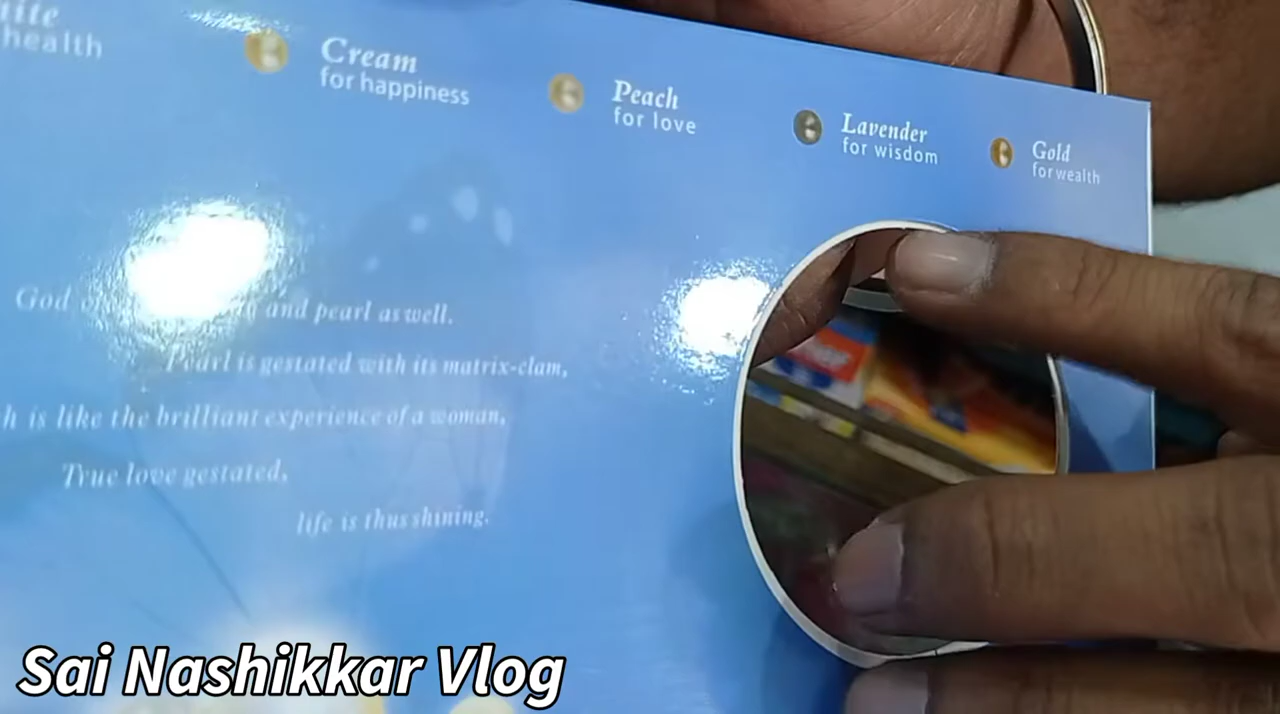 health
Cream
for happiness
Peach
for love
Lavender
for wisdom
Gold
for wealth
God and pearl as well.
Pearl is gestated with its matrix-clam,
is like the brilliant experience of a woman,
True love gestated,
life is thus shining.
Sai Nashikkar Vlog